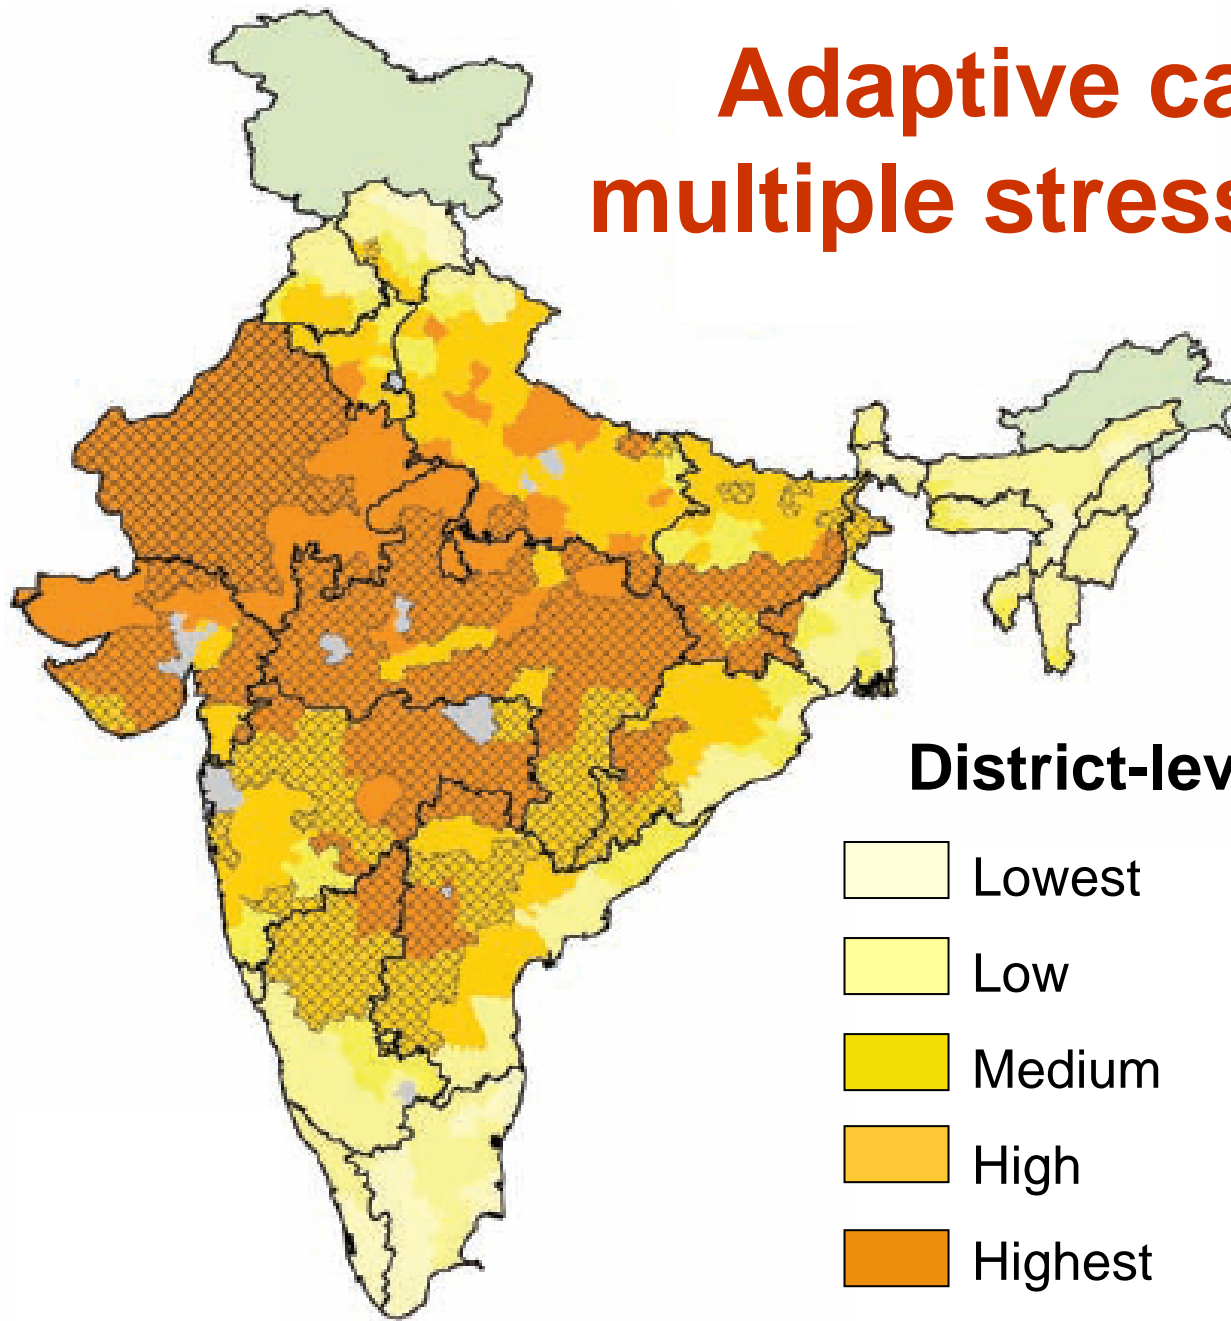 Adaptive ca
multiple stress
District-lev
Lowest
Low
Medium
High
Highest